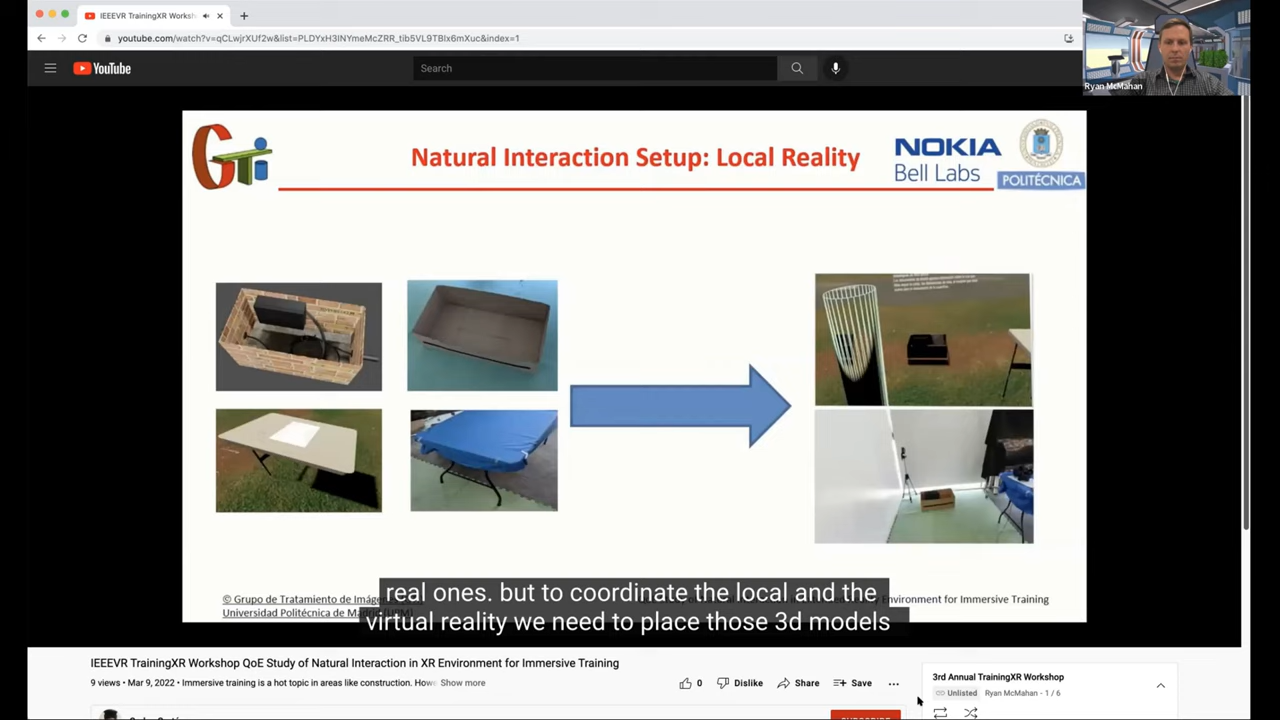 IEEEVR TrainingXR Worksh
youtube.com/watch?v=qCLwjrXUf2w&list=PLDYxH3INYmeMcZRR_tib5VL9TBlx6mXuc&index=1
YouTube
Search
Ryan McMahan
GTi
Natural Interaction Setup: Local Reality
NOKIA
Bell Labs
POLITÉCNICA
real ones. but to coordinate the local and the
virtual reality we need to place those 3d models
© Grupo de Tratamiento de Imág
Environment for Immersive Training
Universidad Politécnica de Ma
IEEEVR TrainingXR Workshop QoE Study of Natural Interaction in XR Environment for Immersive Training
9 views • Mar 9, 2022 • Immersive training is a hot topic in areas like construction. Howe Show more
0
Dislike
Share
Save
3rd Annual TrainingXR Workshop
Unlisted Ryan McMahan - 1 / 6